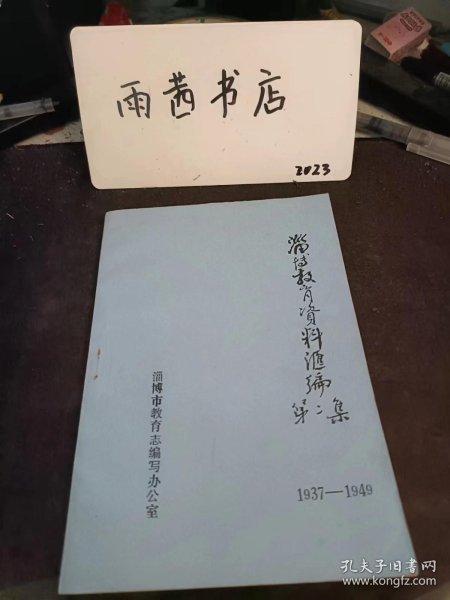 雨茜书店
2023
淄博教育资料汇编
第二集
1937—1949
淄博市教育志编写办公室
孔夫子旧书网
www.kongfz.com